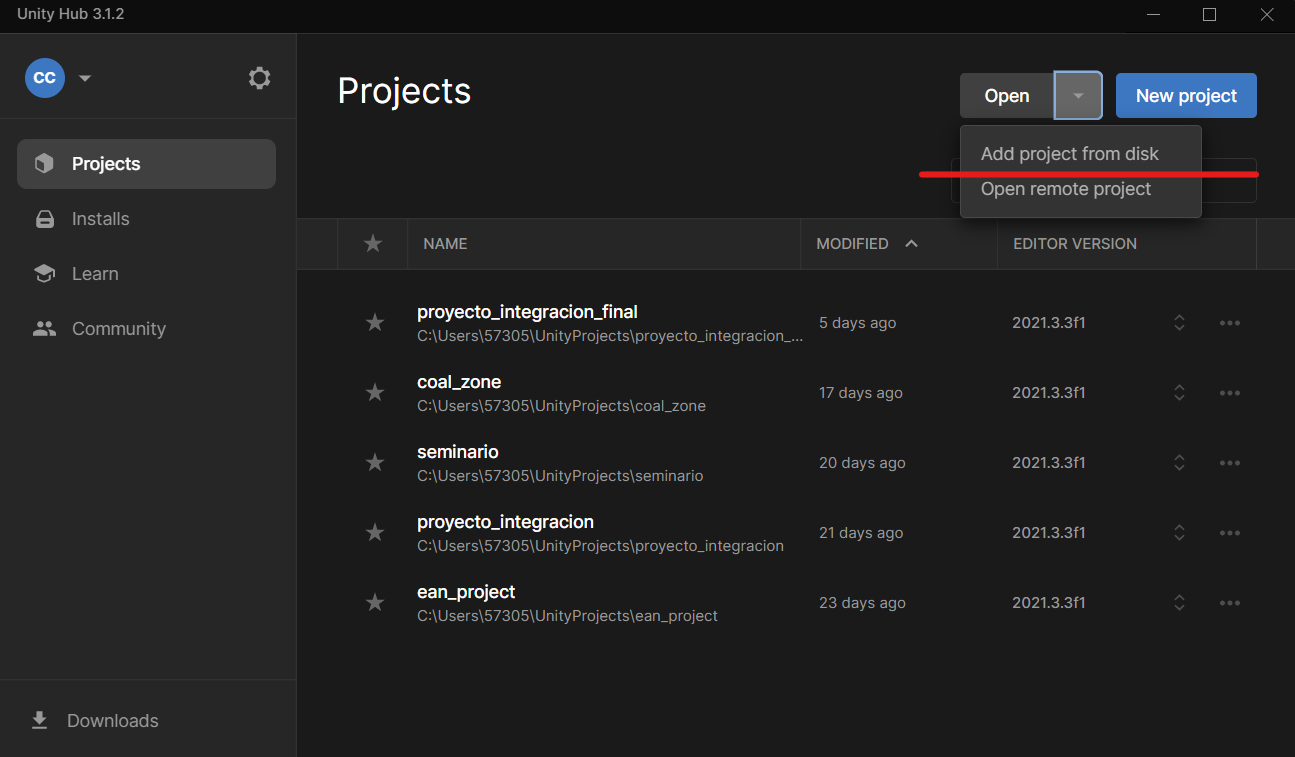 Unity Hub 3.1.2
CC
Projects
Installs
Learn
Community
Downloads
Projects
Open
New project
Add project from disk
Open remote project
NAME MODIFIED EDITOR VERSION
proyecto_integracion_final
C:\Users\57305\UnityProjects\proyecto_integracion_... 5 days ago 2021.3.3f1
coal_zone
C:\Users\57305\UnityProjects\coal_zone 17 days ago 2021.3.3f1
seminario
C:\Users\57305\UnityProjects\seminario 20 days ago 2021.3.3f1
proyecto_integracion
C:\Users\57305\UnityProjects\proyecto_integracion 21 days ago 2021.3.3f1
ean_project
C:\Users\57305\UnityProjects\ean_project 23 days ago 2021.3.3f1